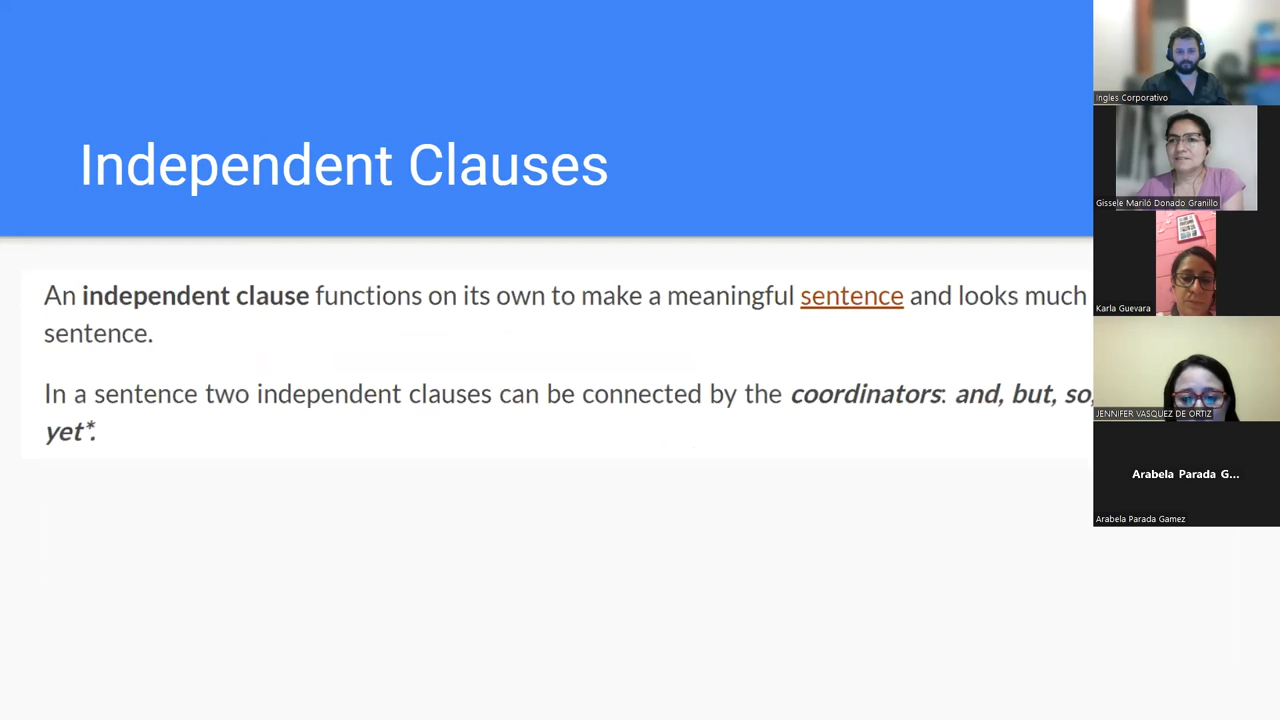 Independent Clauses
An independent clause functions on its own to make a meaningful sentence and looks much
sentence.
In a sentence two independent clauses can be connected by the coordinators: and, but, so,
yet*.
Ingles Corporativo
Gissele Mariló Donado Granillo
Karla Guevara
JENNIFER VASQUEZ DE ORTIZ
Arabela Parada G...
Arabela Parada Gamez